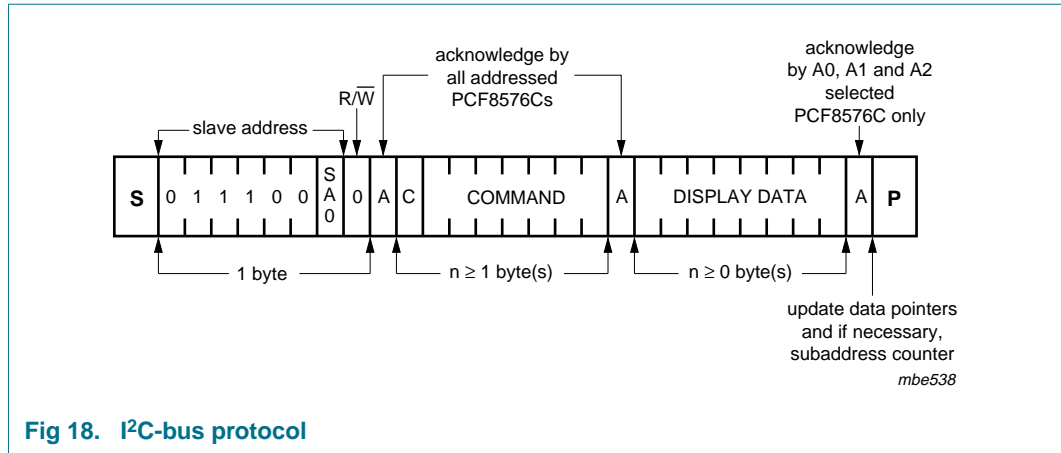 acknowledge by
all addressed
PCF8576Cs
acknowledge
by A0, A1 and A2
selected
PCF8576C only
R/W̅
slave address
S 0 1 1 1 0 0 S A 0 0 A C COMMAND A DISPLAY DATA A P
1 byte
n ≥ 1 byte(s)
n ≥ 0 byte(s)
update data pointers
and if necessary,
subaddress counter
mbe538
Fig 18. I²C-bus protocol